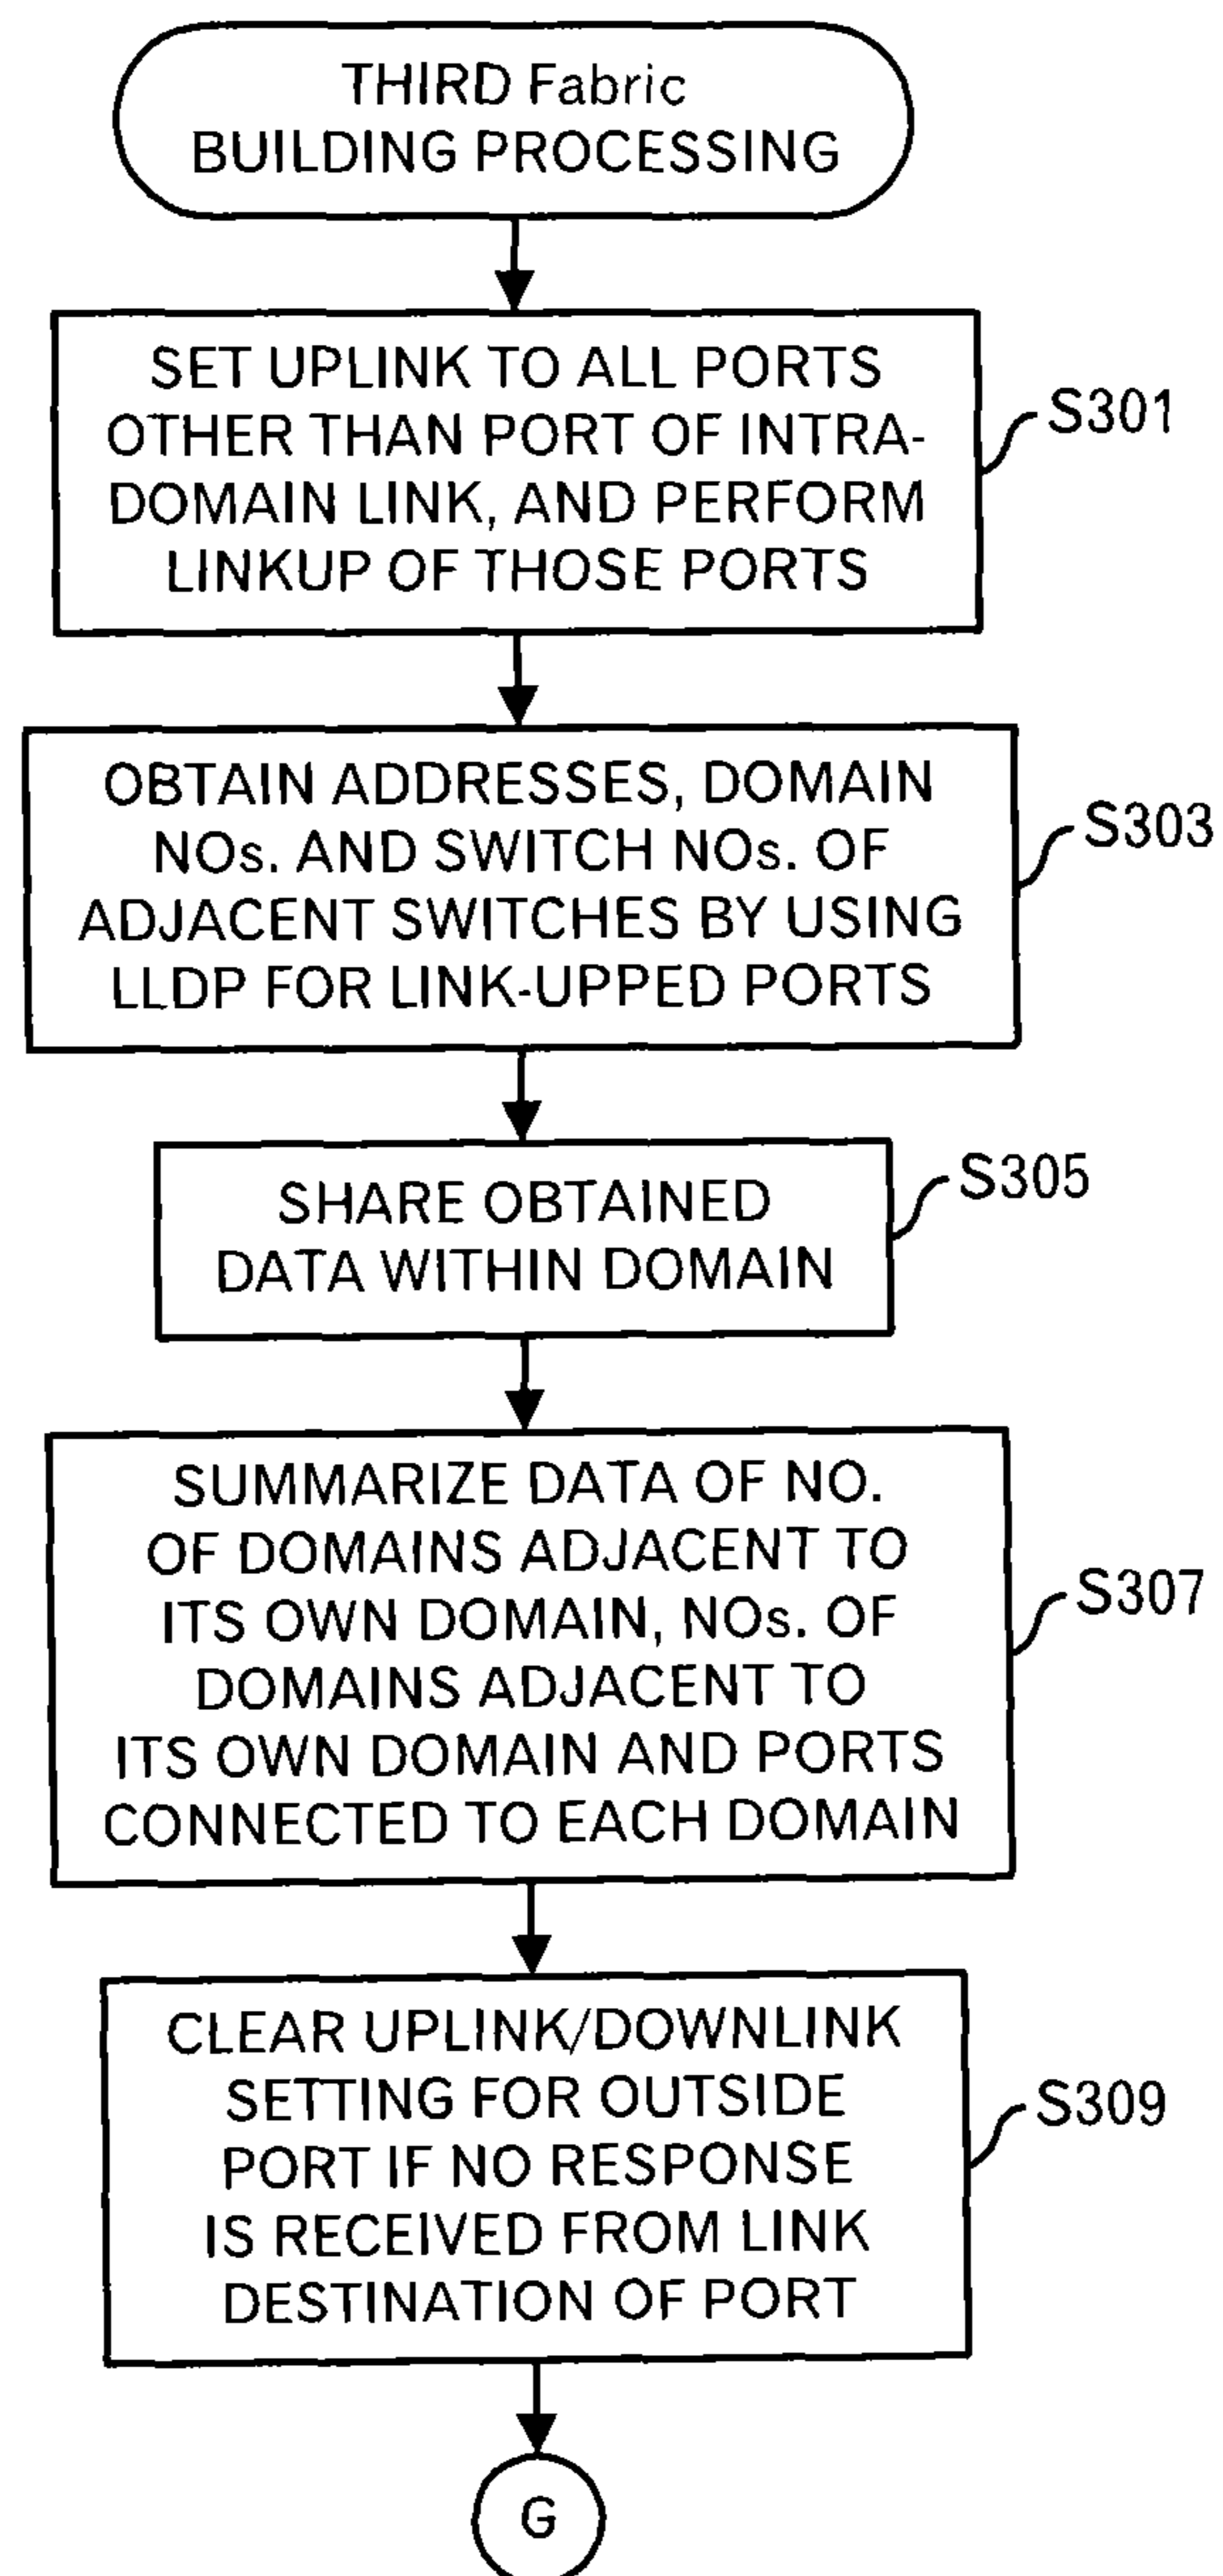 THIRD Fabric
BUILDING PROCESSING
SET UPLINK TO ALL PORTS
OTHER THAN PORT OF INTRA-
DOMAIN LINK, AND PERFORM
LINKUP OF THOSE PORTS
S301
OBTAIN ADDRESSES, DOMAIN
NOs. AND SWITCH NOs. OF
ADJACENT SWITCHES BY USING
LLDP FOR LINK-UPPED PORTS
S303
SHARE OBTAINED
DATA WITHIN DOMAIN
S305
SUMMARIZE DATA OF NO.
OF DOMAINS ADJACENT TO
ITS OWN DOMAIN, NOs. OF
DOMAINS ADJACENT TO
ITS OWN DOMAIN AND PORTS
CONNECTED TO EACH DOMAIN
S307
CLEAR UPLINK/DOWNLINK
SETTING FOR OUTSIDE
PORT IF NO RESPONSE
IS RECEIVED FROM LINK
DESTINATION OF PORT
S309
G